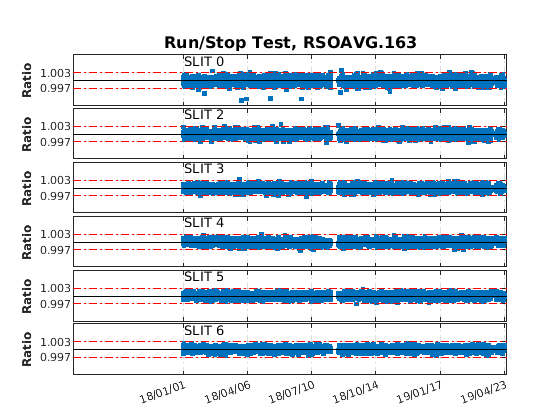 Run/Stop Test, RSOAVG.163
SLIT 0
Ratio
1.003
0.997
SLIT 2
Ratio
1.003
0.997
SLIT 3
Ratio
1.003
0.997
SLIT 4
Ratio
1.003
0.997
SLIT 5
Ratio
1.003
0.997
SLIT 6
Ratio
1.003
0.997
18/01/01 18/04/06 18/07/10 18/10/14 19/01/17 19/04/23